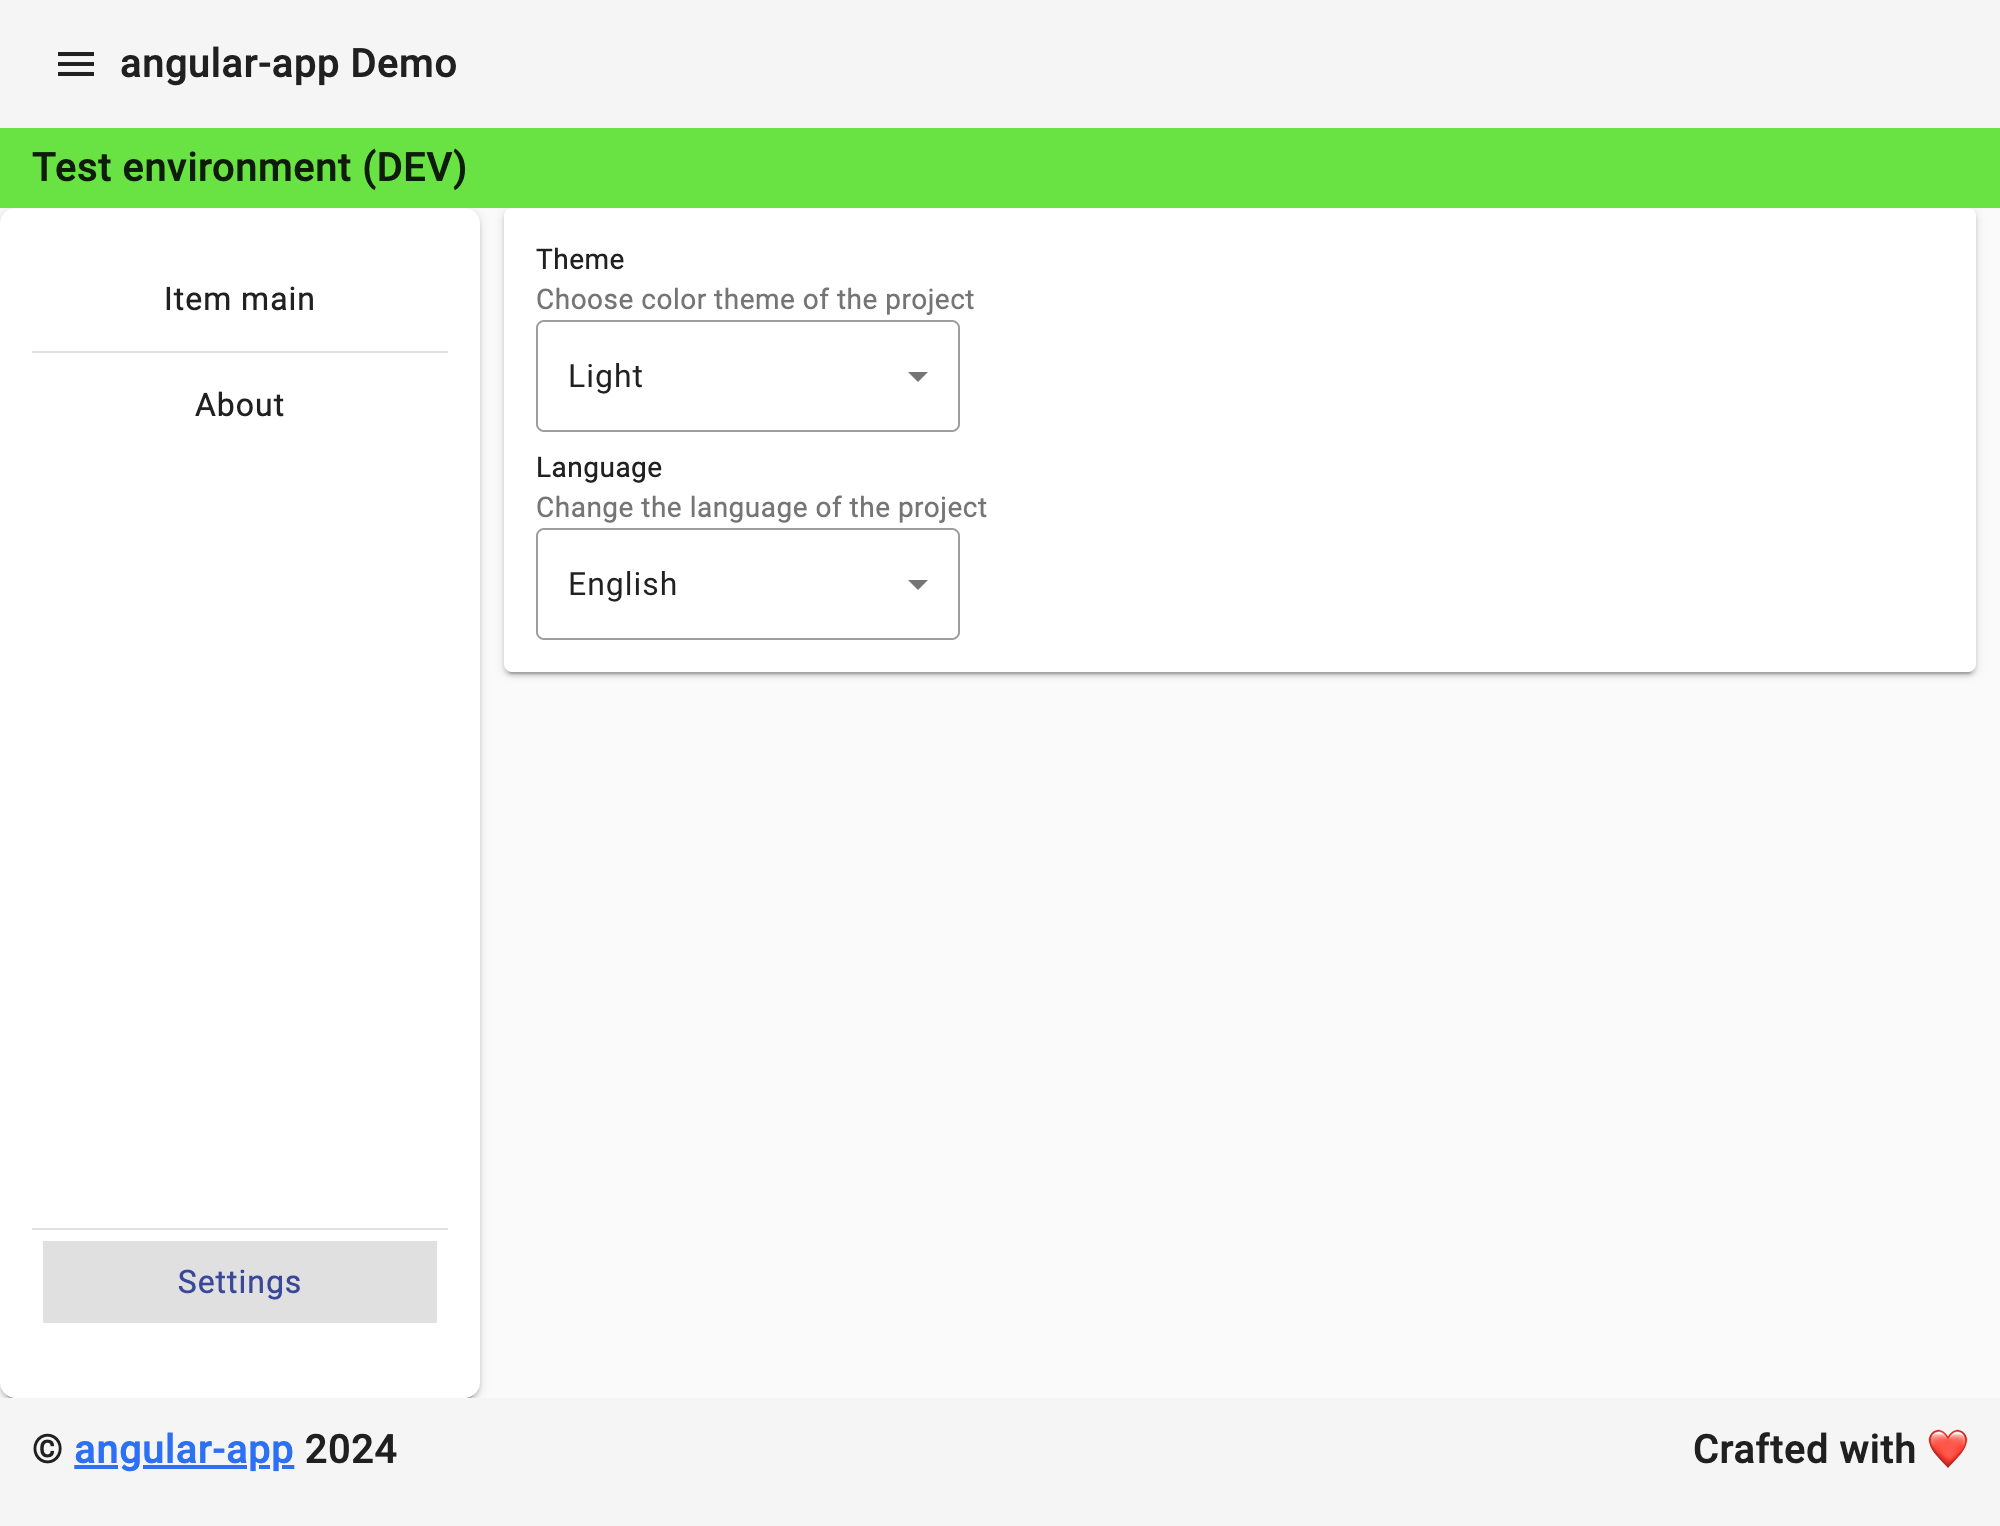 angular-app Demo
Test environment (DEV)
Item main
About
Settings
Theme
Choose color theme of the project
Light
Language
Change the language of the project
English
© angular-app 2024
Crafted with ❤️